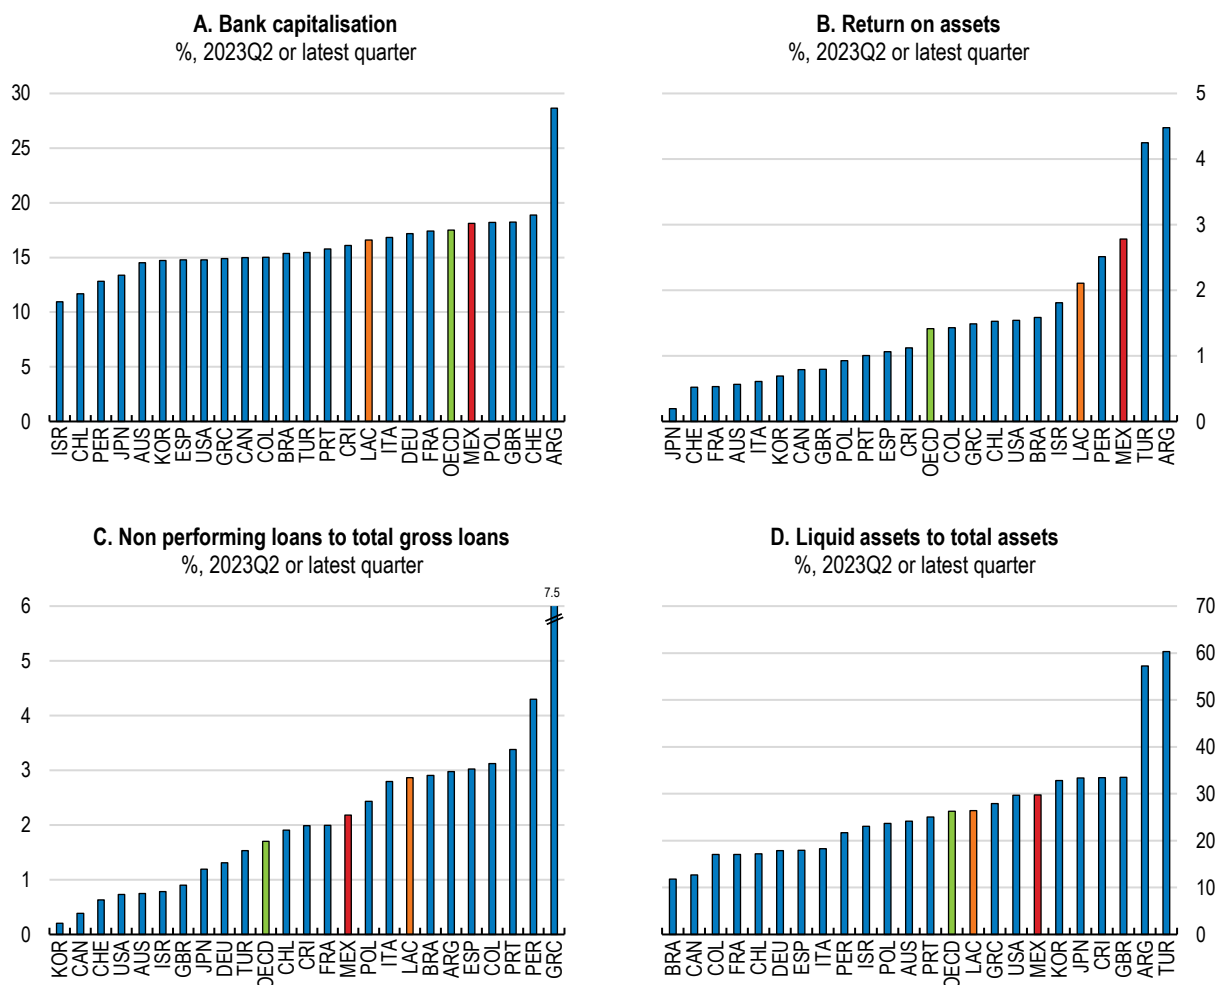 A. Bank capitalisation
%, 2023Q2 or latest quarter
30
25
20
15
10
5
0
ISR CHL PER JPN AUS KOR ESP USA GRC CAN COL BRA TUR PRT CRI LAC ITA DEU FRA OECD MEX POL GBR CHE ARG
B. Return on assets
%, 2023Q2 or latest quarter
5
4
3
2
1
0
JPN CHE FRA AUS ITA KOR CAN GBR POL PRT ESP CRI OECD COL GRC CHL USA BRA ISR LAC PER MEX TUR ARG
C. Non performing loans to total gross loans
%, 2023Q2 or latest quarter
7.5
6
5
4
3
2
1
0
KOR CAN CHE USA AUS ISR GBR JPN DEU TUR OECD CHL CRI FRA MEX POL ITA LAC BRA ARG ESP COL PRT PER GRC
D. Liquid assets to total assets
%, 2023Q2 or latest quarter
70
60
50
40
30
20
10
0
BRA CAN COL FRA CHL DEU ESP ITA PER ISR POL AUS PRT OECD LAC GRC USA MEX KOR JPN CRI GBR ARG TUR